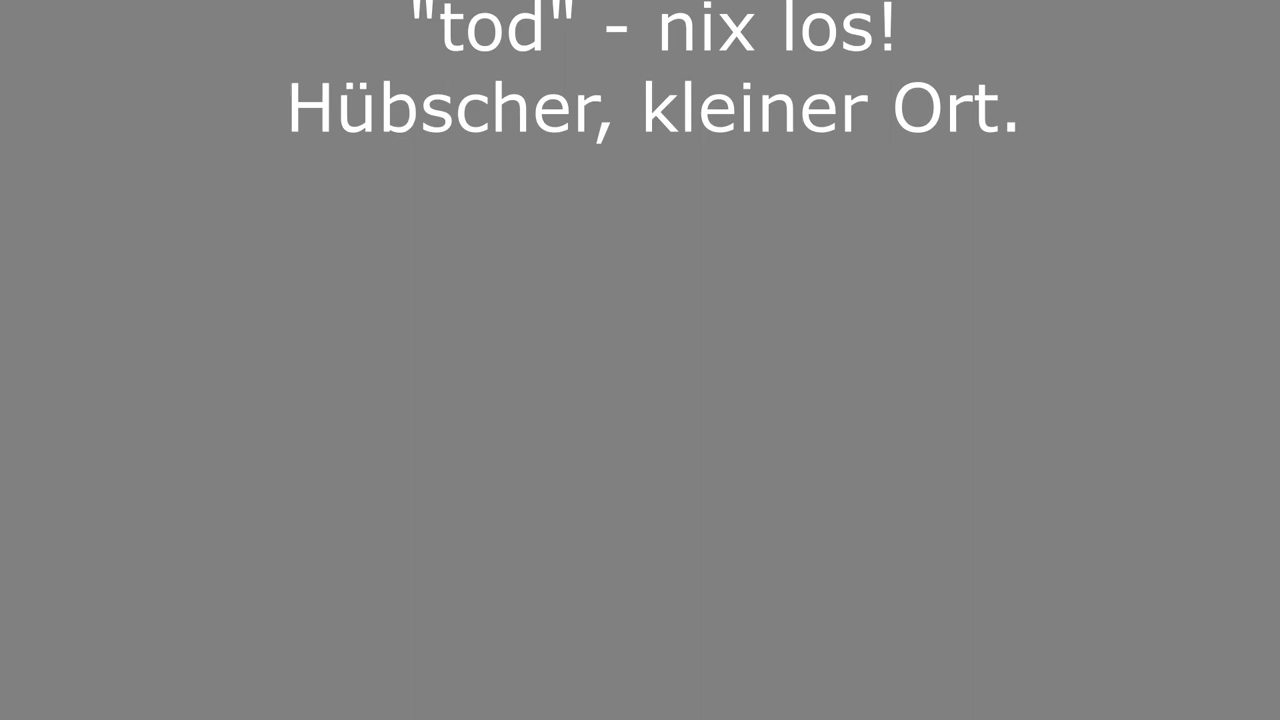 "tod" - nix los!
Hübscher, kleiner Ort.